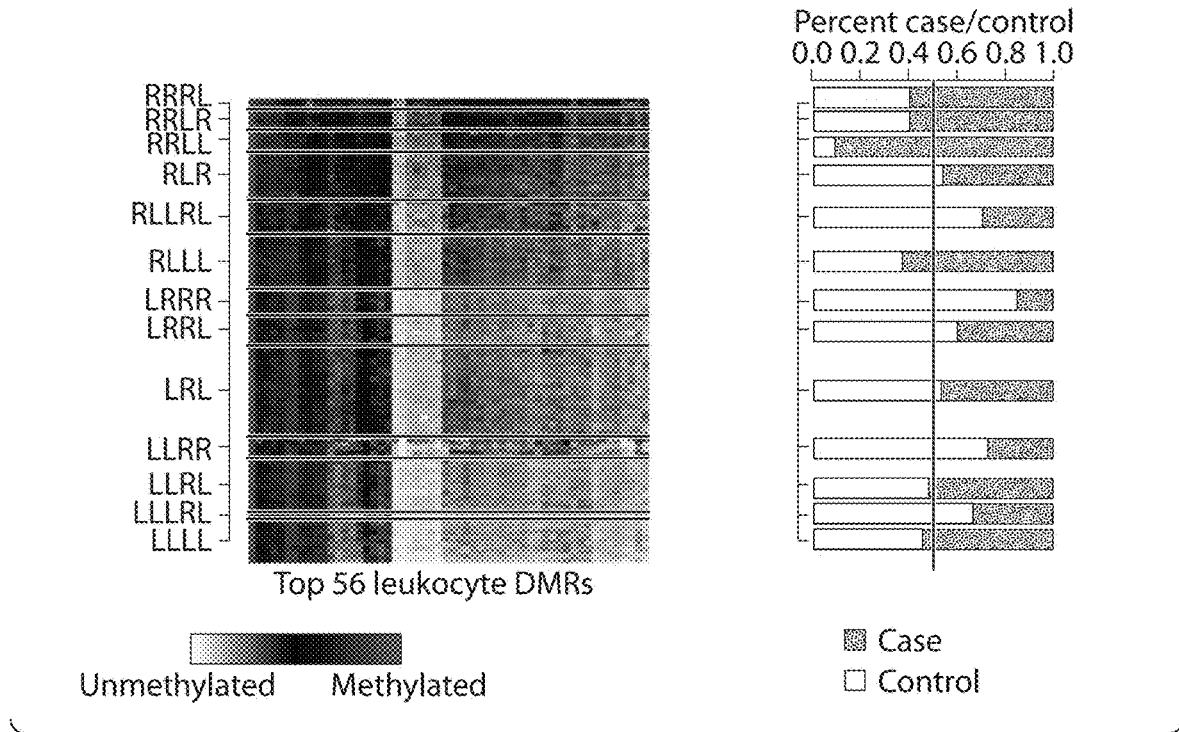 Percent case/control
0.0 0.2 0.4 0.6 0.8 1.0
RRRL
RRLR
RRLL
RLR
RLLRL
RLLL
LRRR
LRRL
LRL
LLRR
LLRL
LLLRL
LLLL
Top 56 leukocyte DMRs
Unmethylated Methylated
Case
Control